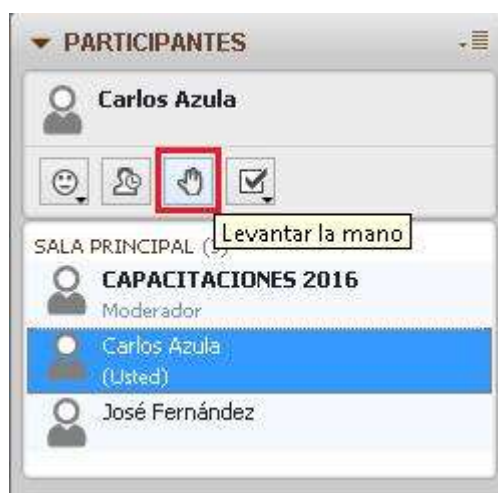 PARTICIPANTES
Carlos Azula
Levantar la mano
SALA PRINCIPAL
CAPACITACIONES 2016
Moderador
Carlos Azula
(Usted)
José Fernández